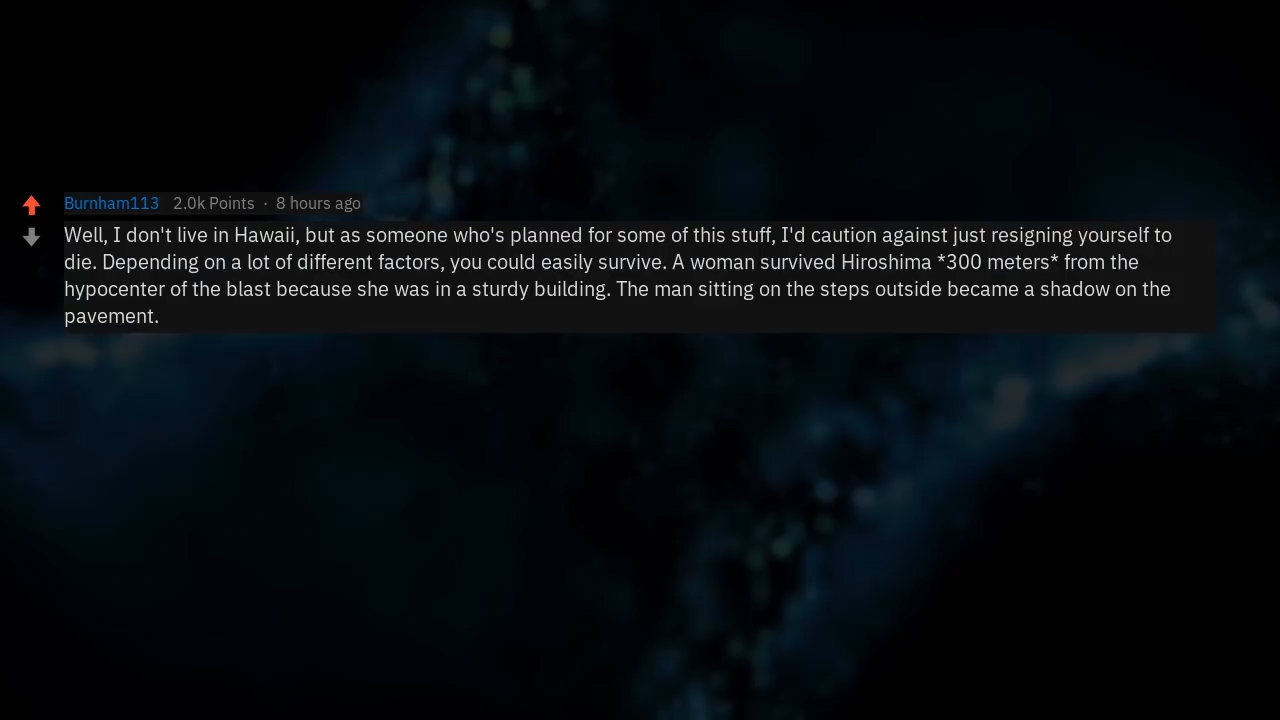 Burnham113 2.0k Points · 8 hours ago
Well, I don't live in Hawaii, but as someone who's planned for some of this stuff, I'd caution against just resigning yourself to
die. Depending on a lot of different factors, you could easily survive. A woman survived Hiroshima *300 meters* from the
hypocenter of the blast because she was in a sturdy building. The man sitting on the steps outside became a shadow on the
pavement.